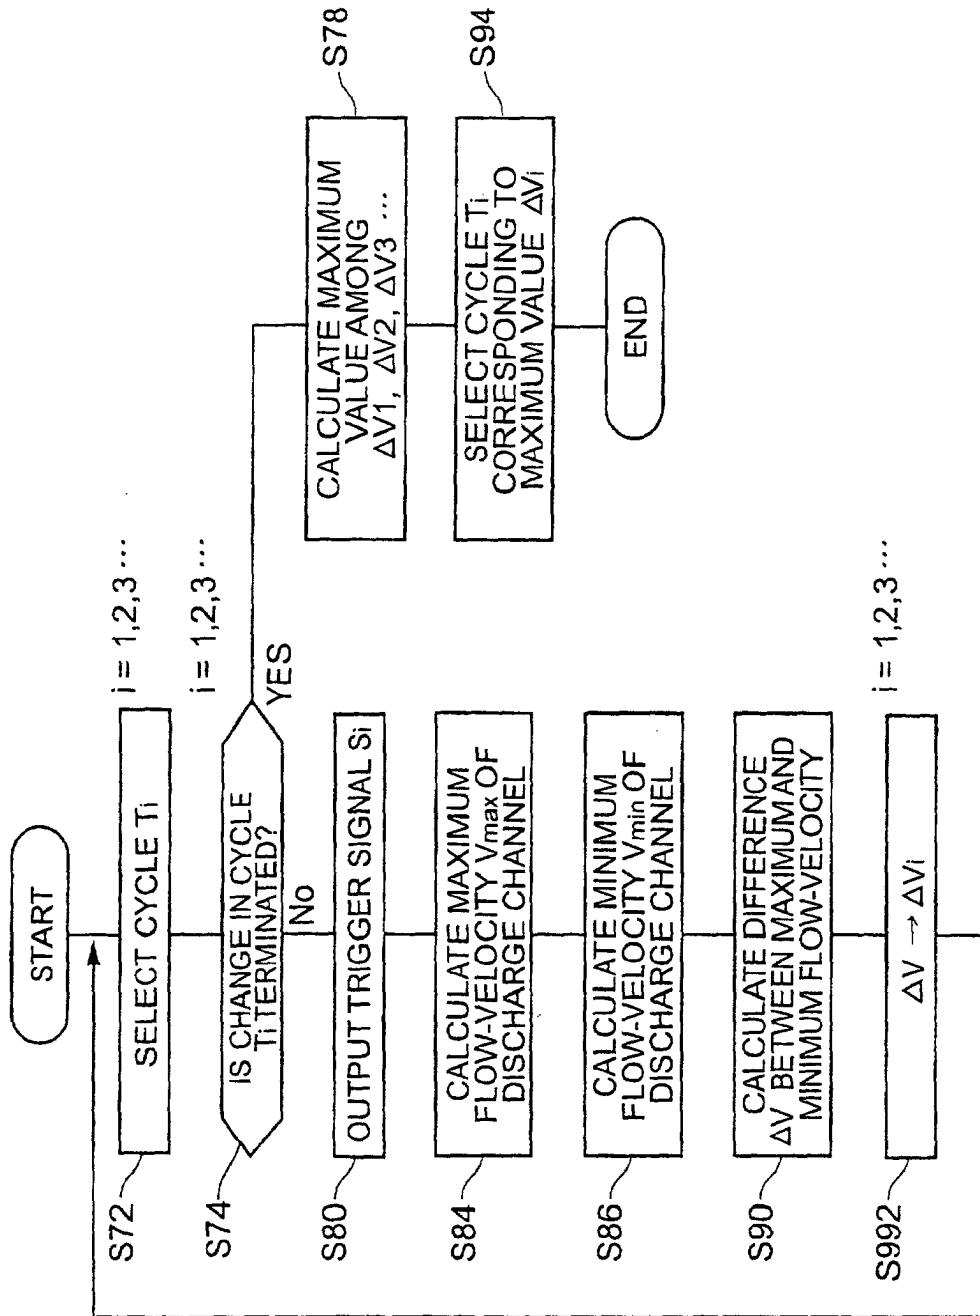 START
S72
SELECT CYCLE Ti
i = 1,2,3 ...
S74
IS CHANGE IN CYCLE
Ti TERMINATED?
i = 1,2,3 ...
YES
No
S80
OUTPUT TRIGGER SIGNAL Si
S84
CALCULATE MAXIMUM
FLOW-VELOCITY Vmax OF
DISCHARGE CHANNEL
S86
CALCULATE MINIMUM
FLOW-VELOCITY Vmin OF
DISCHARGE CHANNEL
S90
CALCULATE DIFFERENCE
ΔV BETWEEN MAXIMUM AND
MINIMUM FLOW-VELOCITY
S992
ΔV → ΔVi
i = 1,2,3 ...
S78
CALCULATE MAXIMUM
VALUE AMONG
ΔV1, ΔV2, ΔV3 ...
S94
SELECT CYCLE Ti
CORRESPONDING TO
MAXIMUM VALUE ΔVi
END